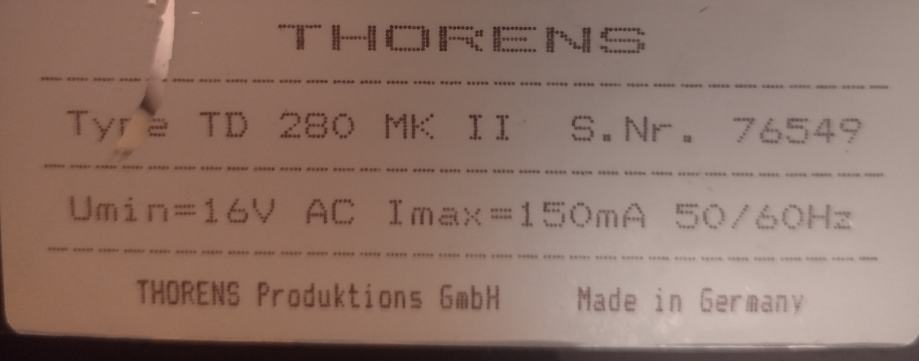 THORENS
Type TD 280 MK II S.Nr. 76549
Umin=16V AC Imax=150mA 50/60Hz
THORENS Produktions GmbH Made in Germany